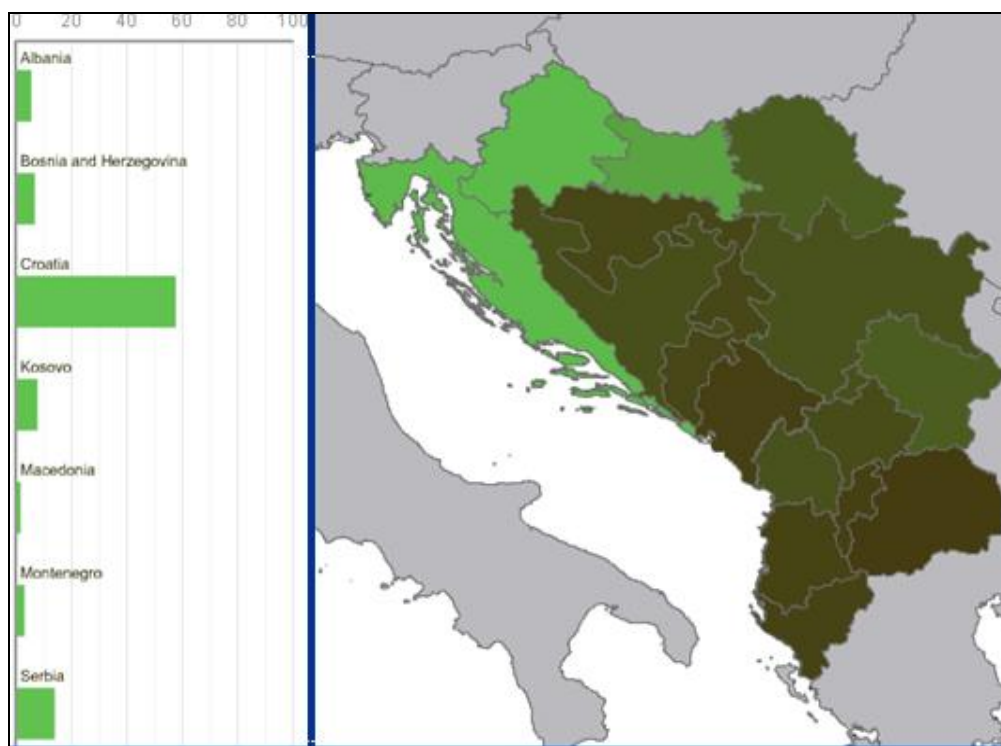 0 20 40 60 80 100
Albania
Bosnia and Herzegovina
Croatia
Kosovo
Macedonia
Montenegro
Serbia